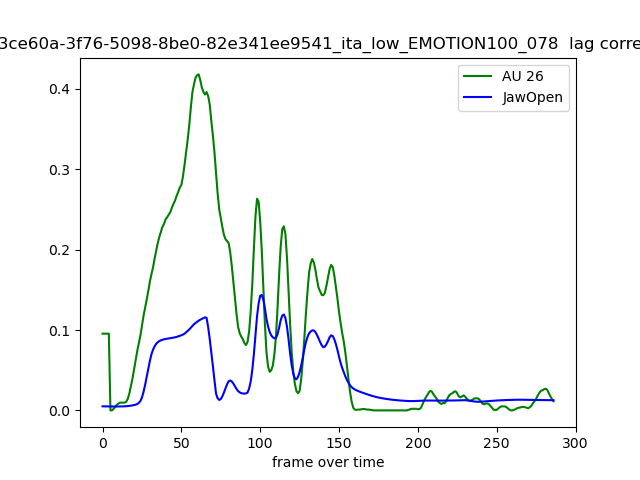 3ce60a-3f76-5098-8be0-82e341ee9541_ita_low_EMOTION100_078 lag corre
AU 26
JawOpen
0.4
0.3
0.2
0.1
0.0
0 50 100 150 200 250 300
frame over time